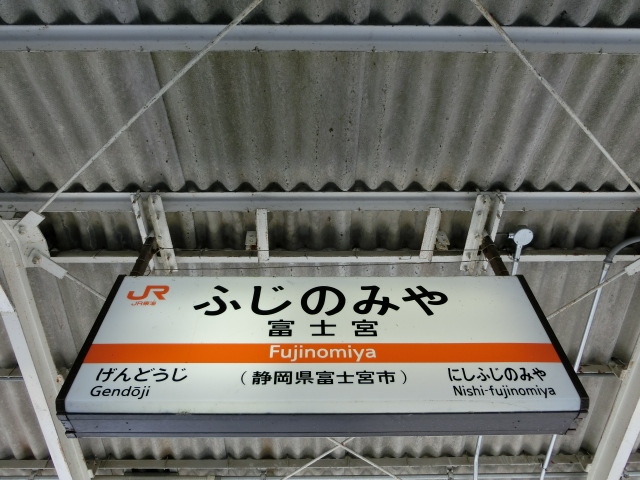 JR
JR東海
ふじのみや
富士宮
Fujinomiya
げんどうじ
Gendōji
(静岡県富士宮市)
にしふじのみや
Nishi-fujinomiya